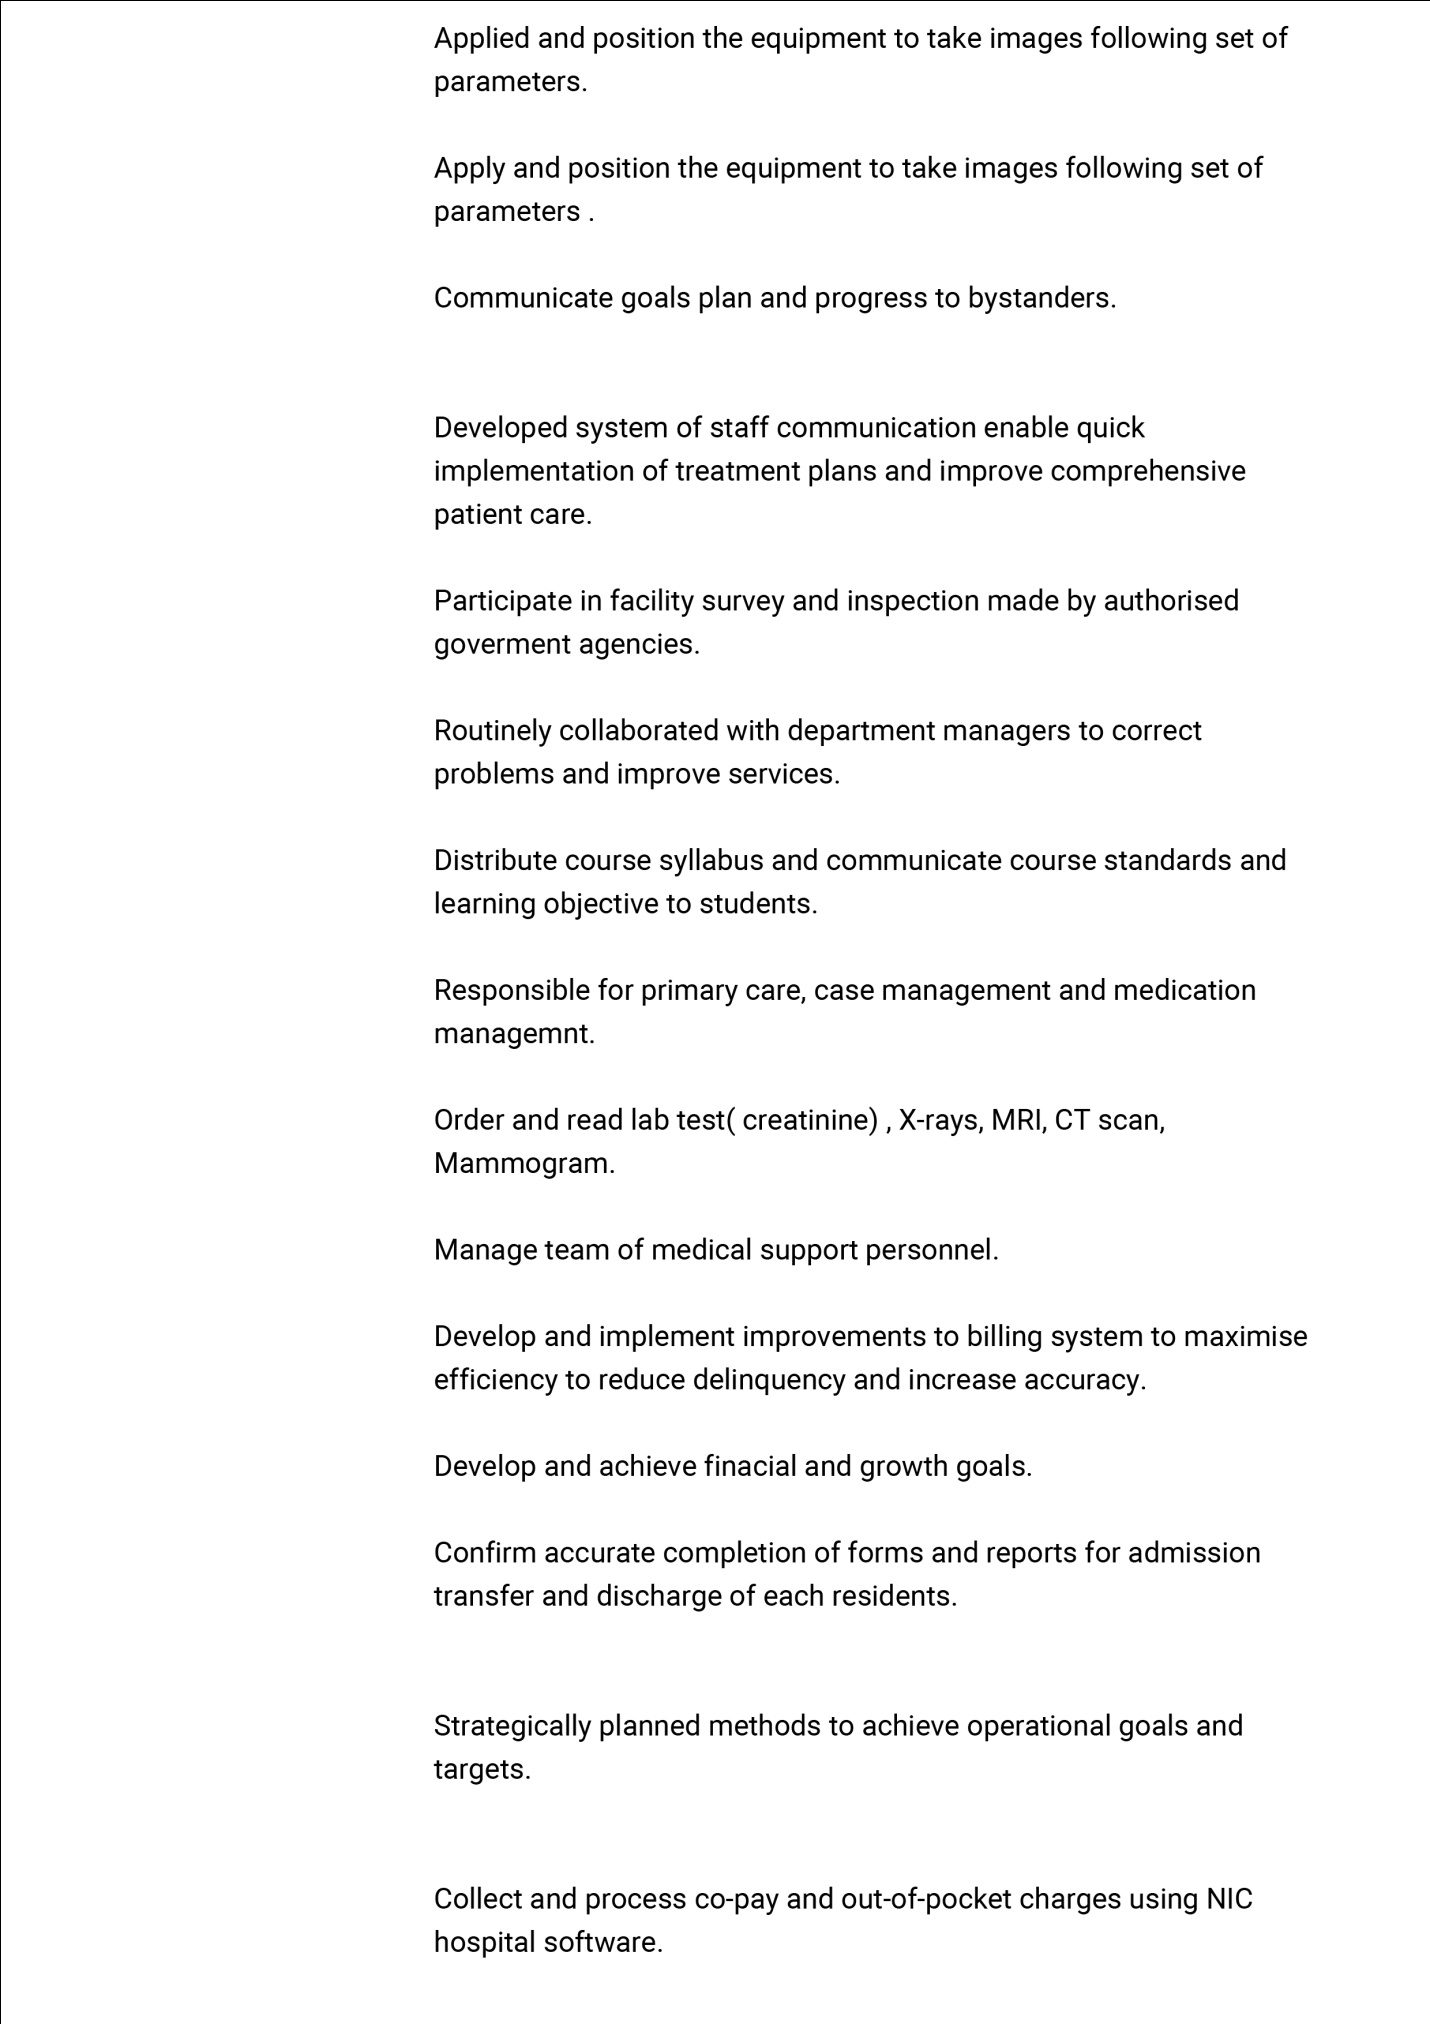 Applied and position the equipment to take images following set of
parameters.
Apply and position the equipment to take images following set of
parameters .
Communicate goals plan and progress to bystanders.
Developed system of staff communication enable quick
implementation of treatment plans and improve comprehensive
patient care.
Participate in facility survey and inspection made by authorised
goverment agencies.
Routinely collaborated with department managers to correct
problems and improve services.
Distribute course syllabus and communicate course standards and
learning objective to students.
Responsible for primary care, case management and medication
managemnt.
Order and read lab test( creatinine) , X-rays, MRI, CT scan,
Mammogram.
Manage team of medical support personnel.
Develop and implement improvements to billing system to maximise
efficiency to reduce delinquency and increase accuracy.
Develop and achieve finacial and growth goals.
Confirm accurate completion of forms and reports for admission
transfer and discharge of each residents.
Strategically planned methods to achieve operational goals and
targets.
Collect and process co-pay and out-of-pocket charges using NIC
hospital software.